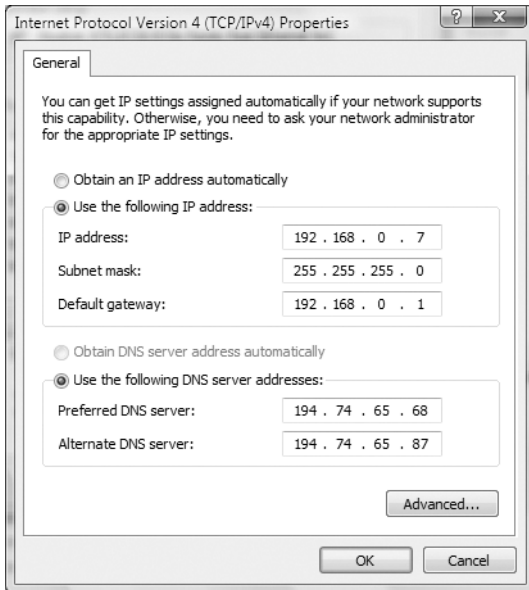 Internet Protocol Version 4 (TCP/IPv4) Properties
?
X
General
You can get IP settings assigned automatically if your network supports
this capability. Otherwise, you need to ask your network administrator
for the appropriate IP settings.
Obtain an IP address automatically
Use the following IP address:
IP address: 192 . 168 . 0 . 7
Subnet mask: 255 . 255 . 255 . 0
Default gateway: 192 . 168 . 0 . 1
Obtain DNS server address automatically
Use the following DNS server addresses:
Preferred DNS server: 194 . 74 . 65 . 68
Alternate DNS server: 194 . 74 . 65 . 87
Advanced...
OK Cancel